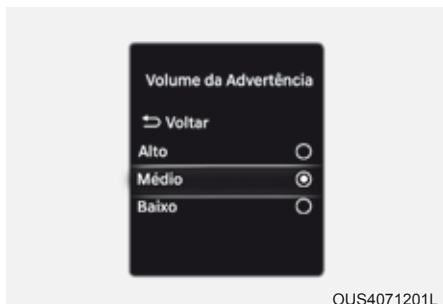 Volume da Advertência
Voltar
Alto
Médio
Baixo
OUS4071201L